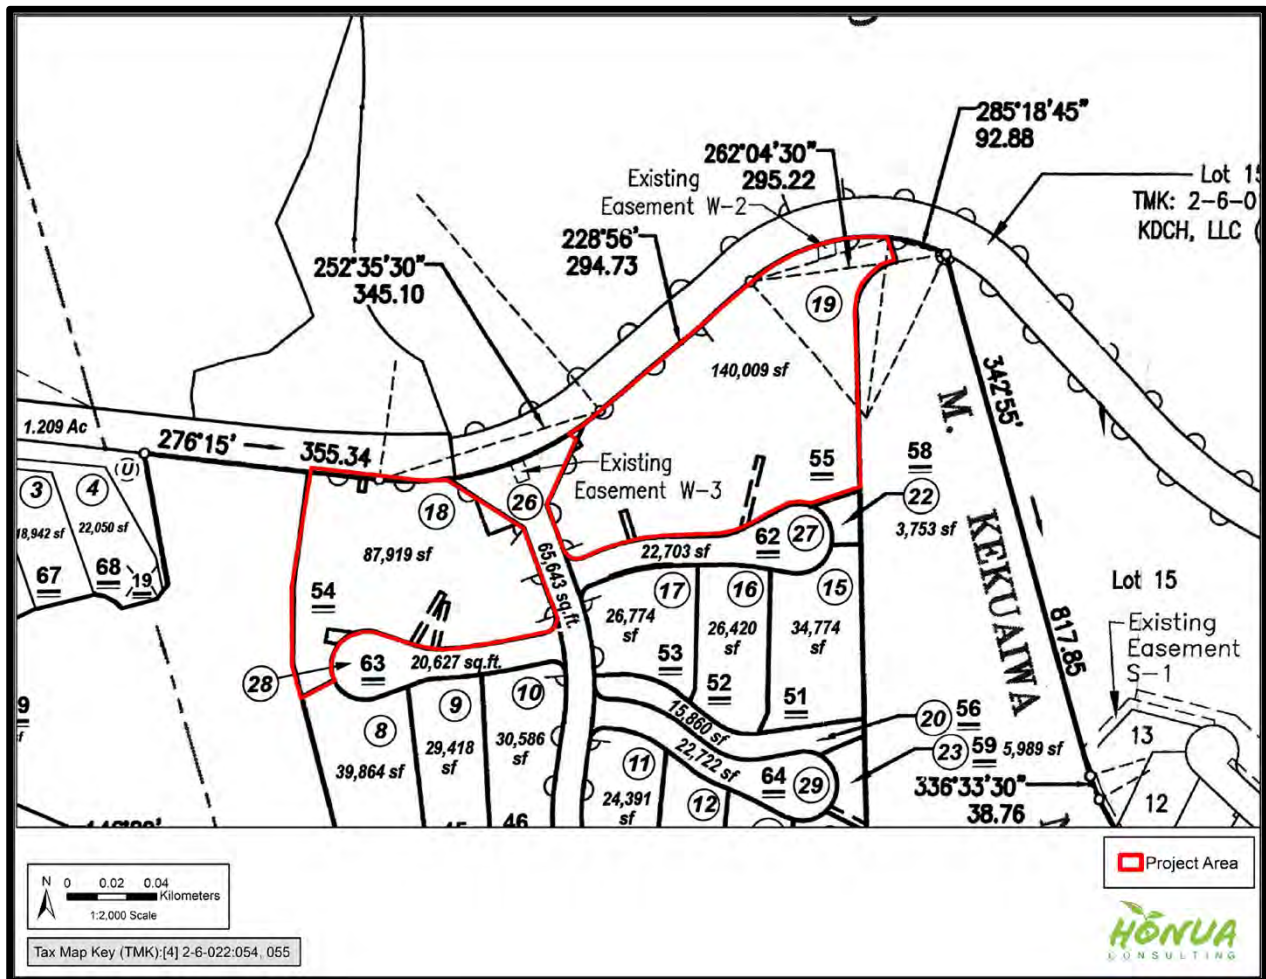 285°18'45"
92.88
262°04'30"
295.22
Existing
Easement W-2
Lot 15
TMK: 2-6-0
KDCH, LLC (
228°56'
294.73
252°35'30"
345.10
19
140,009 sf
342°55'
M.
1.209 Ac
276°15'
355.34
U
Existing
Easement W-3
55
58
3
4
18
26
22
18,942 sf
22,050 sf
87,919 sf
65,643 sq.ft.
22,703 sf
62
27
3,753 sf
KEKUAIWA
67
68
19
54
17
16
15
Lot 15
26,774
sf
26,420
sf
34,774
sf
817.85
Existing
Easement
S-1
63
20,627 sq.ft.
53
52
51
28
10
9
8
15,860 sf
20
56
9
29,418
sf
30,586
sf
22,722 sf
23
59
5,989 sf
13
39,864 sf
11
64
29
336°33'30"
38.76
24,391
sf
12
12
46
N
0 0.02 0.04
Kilometers
1:2,000 Scale
Project Area
Tax Map Key (TMK):[4] 2-6-022:054, 055
HONUA
CONSULTING